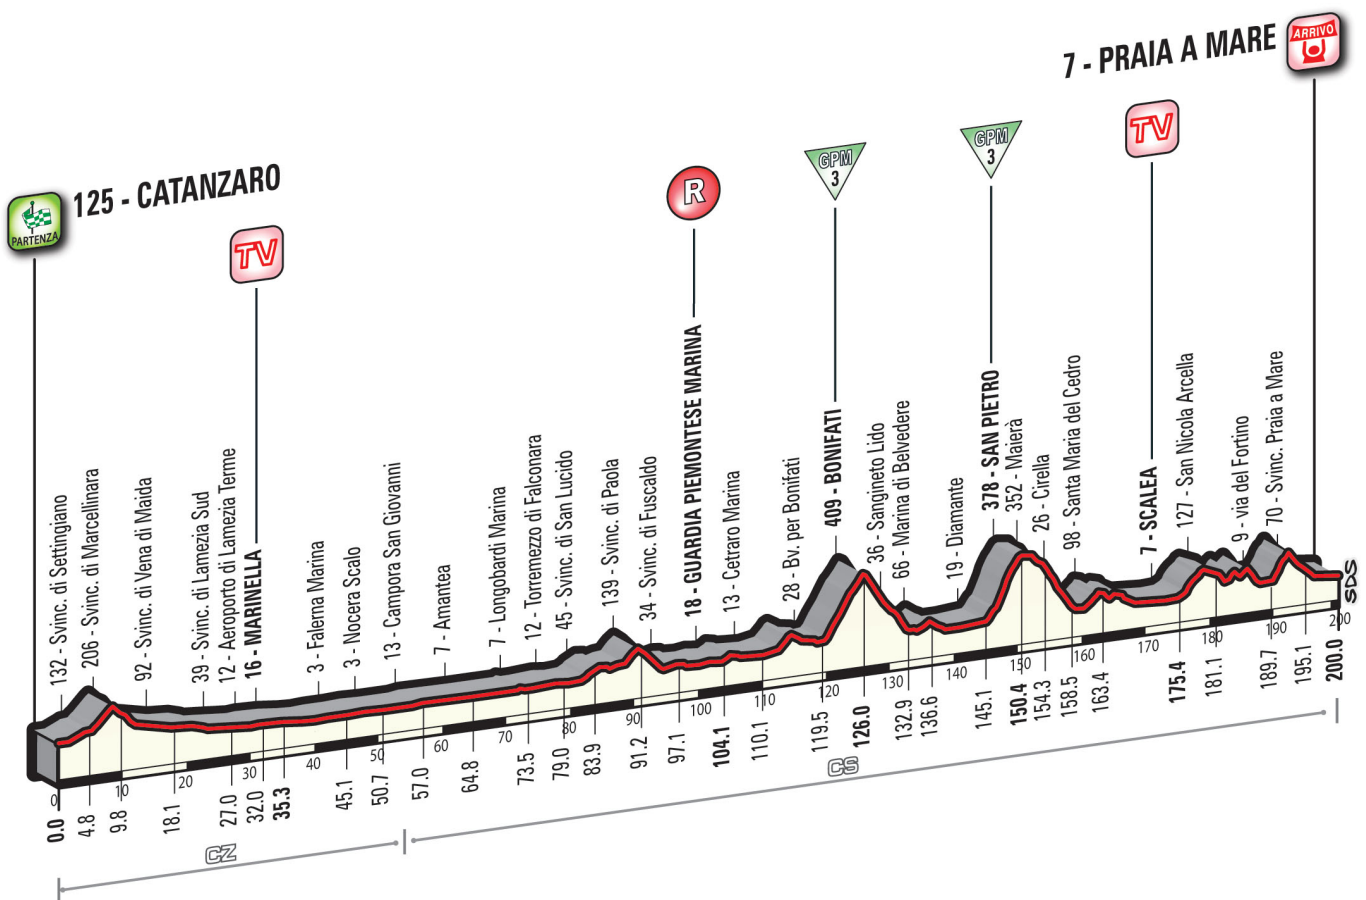 7 - PRAIA A MARE
ARRIVO
TV
GPM
3
GPM
3
R
125 - CATANZARO
PARTENZA
TV
132 - Svinc. di Settingiano
206 - Svinc. di Marcellinara
92 - Svinc. di Vena di Maida
39 - Svinc. di Lamezia Sud
12 - Aeroporto di Lamezia Terme
16 - MARINELLA
3 - Falerna Marina
3 - Nocera Scalo
13 - Campora San Giovanni
7 - Amantea
7 - Longobardi Marina
12 - Torremezzo di Falconara
45 - Svinc. di San Lucido
139 - Svinc. di Paola
34 - Svinc. di Fuscaldo
18 - GUARDIA PIEMONTESE MARINA
13 - Cetraro Marina
28 - Bv. per Bonifati
409 - BONIFATI
36 - Sangineto Lido
66 - Marina di Belvedere
19 - Diamante
378 - SAN PIETRO
352 - Maierà
26 - Cirella
98 - Santa Maria del Cedro
7 - SCALEA
127 - San Nicola Arcella
9 - via del Fortino
70 - Svinc. Praia a Mare
SDS
0
10
20
30
40
50
60
70
80
90
100
110
120
130
140
150
160
170
180
190
200
0.0
4.8
9.8
18.1
27.0
32.0
35.3
45.1
50.7
57.0
64.8
73.5
79.0
83.9
91.2
97.1
104.1
110.1
119.5
126.0
132.9
136.6
145.1
150.4
154.3
158.5
163.4
175.4
181.1
189.7
195.1
200.0
CZ
CS